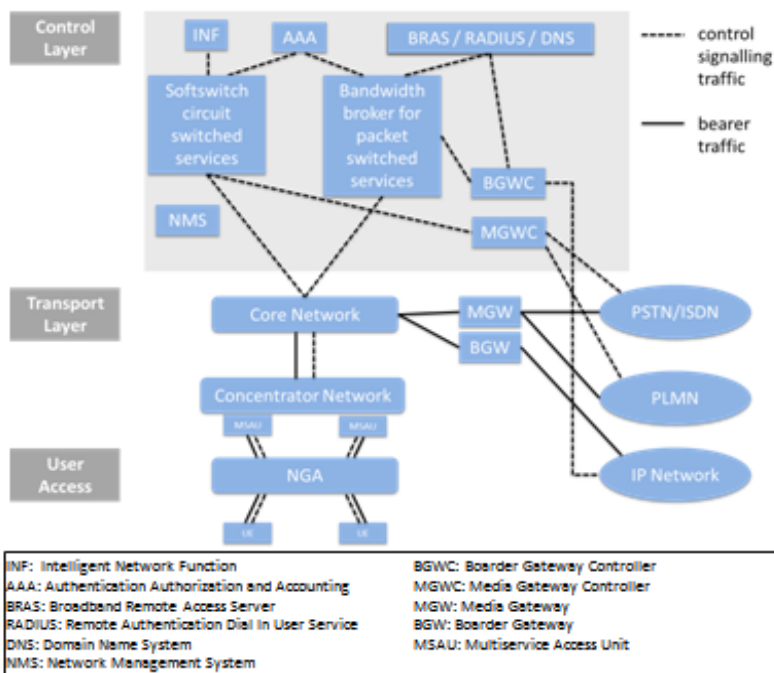 Control
Layer
INF
AAA
BRAS / RADIUS / DNS
control
signalling
traffic
bearer
traffic
Softswitch
circuit
switched
services
Bandwidth
broker for
packet
switched
services
BGWC
NMS
MGWC
Transport
Layer
Core Network
MGW
BGW
PSTN/ISDN
Concentrator Network
MSAU
MSAU
PLMN
User
Access
NGA
IP Network
UE
UE
INF: Intelligent Network Function
AAA: Authentication Authorization and Accounting
BRAS: Broadband Remote Access Server
RADIUS: Remote Authentication Dial In User Service
DNS: Domain Name System
NMS: Network Management System
BGWC: Boarder Gateway Controller
MGWC: Media Gateway Controller
MGW: Media Gateway
BGW: Boarder Gateway
MSAU: Multiservice Access Unit